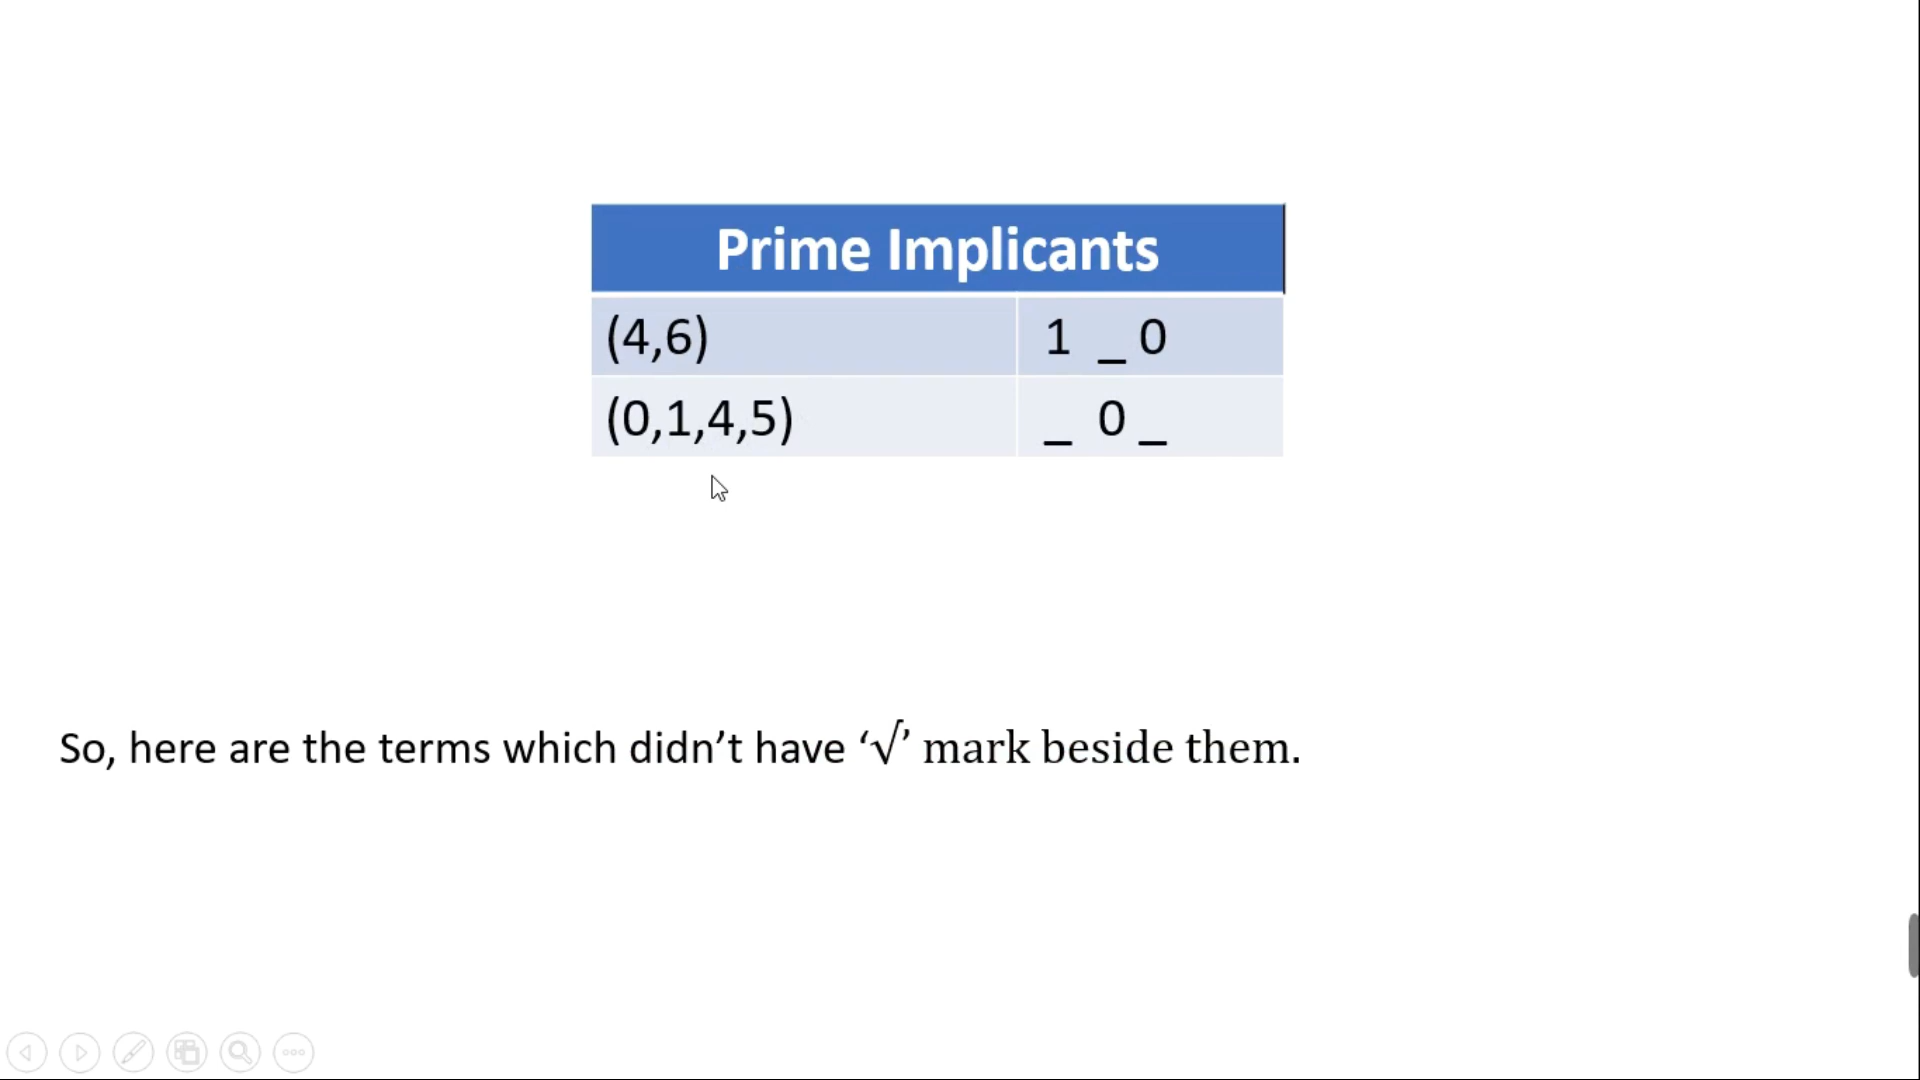 Prime Implicants
(4,6) 1 _ 0
(0,1,4,5) _ 0 _
So, here are the terms which didn’t have ‘√’ mark beside them.